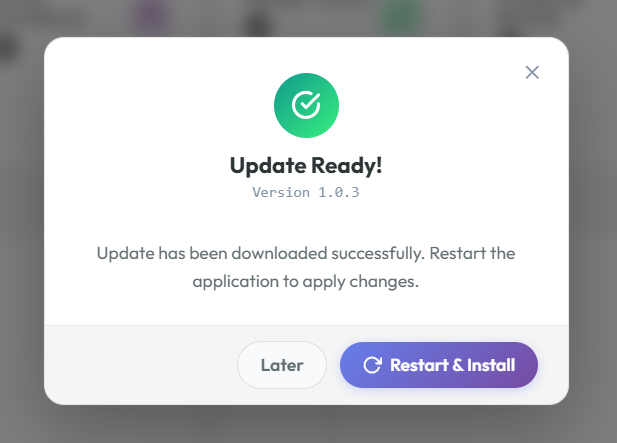 Update Ready!
Version 1.0.3
Update has been downloaded successfully. Restart the
application to apply changes.
Later
Restart & Install